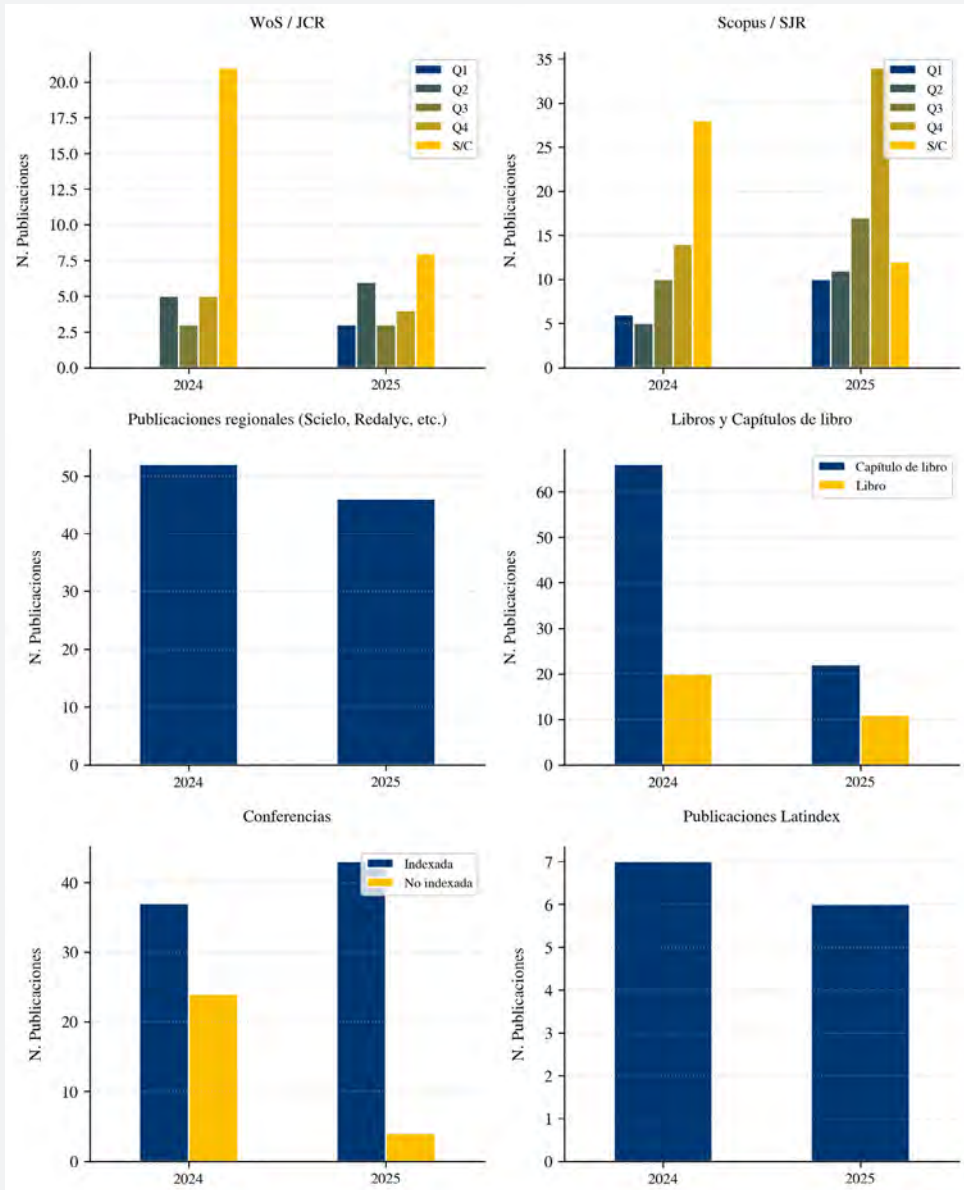 WoS / JCR
N. Publicaciones
20.0
17.5
15.0
12.5
10.0
7.5
5.0
2.5
0.0
Q1
Q2
Q3
Q4
S/C
2024
2025
Scopus / SJR
N. Publicaciones
35
30
25
20
15
10
5
0
Q1
Q2
Q3
Q4
S/C
2024
2025
Publicaciones regionales (Scielo, Redalyc, etc.)
N. Publicaciones
50
40
30
20
10
0
2024
2025
Libros y Capítulos de libro
N. Publicaciones
60
50
40
30
20
10
0
Capítulo de libro
Libro
2024
2025
Conferencias
N. Publicaciones
40
30
20
10
0
Indexada
No indexada
2024
2025
Publicaciones Latindex
N. Publicaciones
7
6
5
4
3
2
1
0
2024
2025